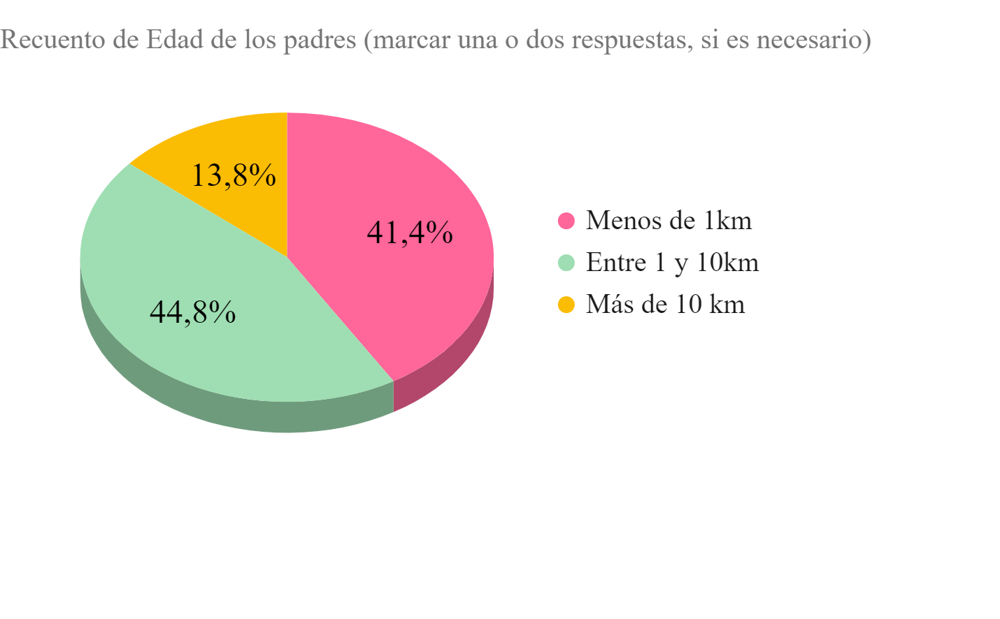 Recuento de Edad de los padres (marcar una o dos respuestas, si es necesario)
13,8%
41,4%
44,8%
Menos de 1km
Entre 1 y 10km
Más de 10 km